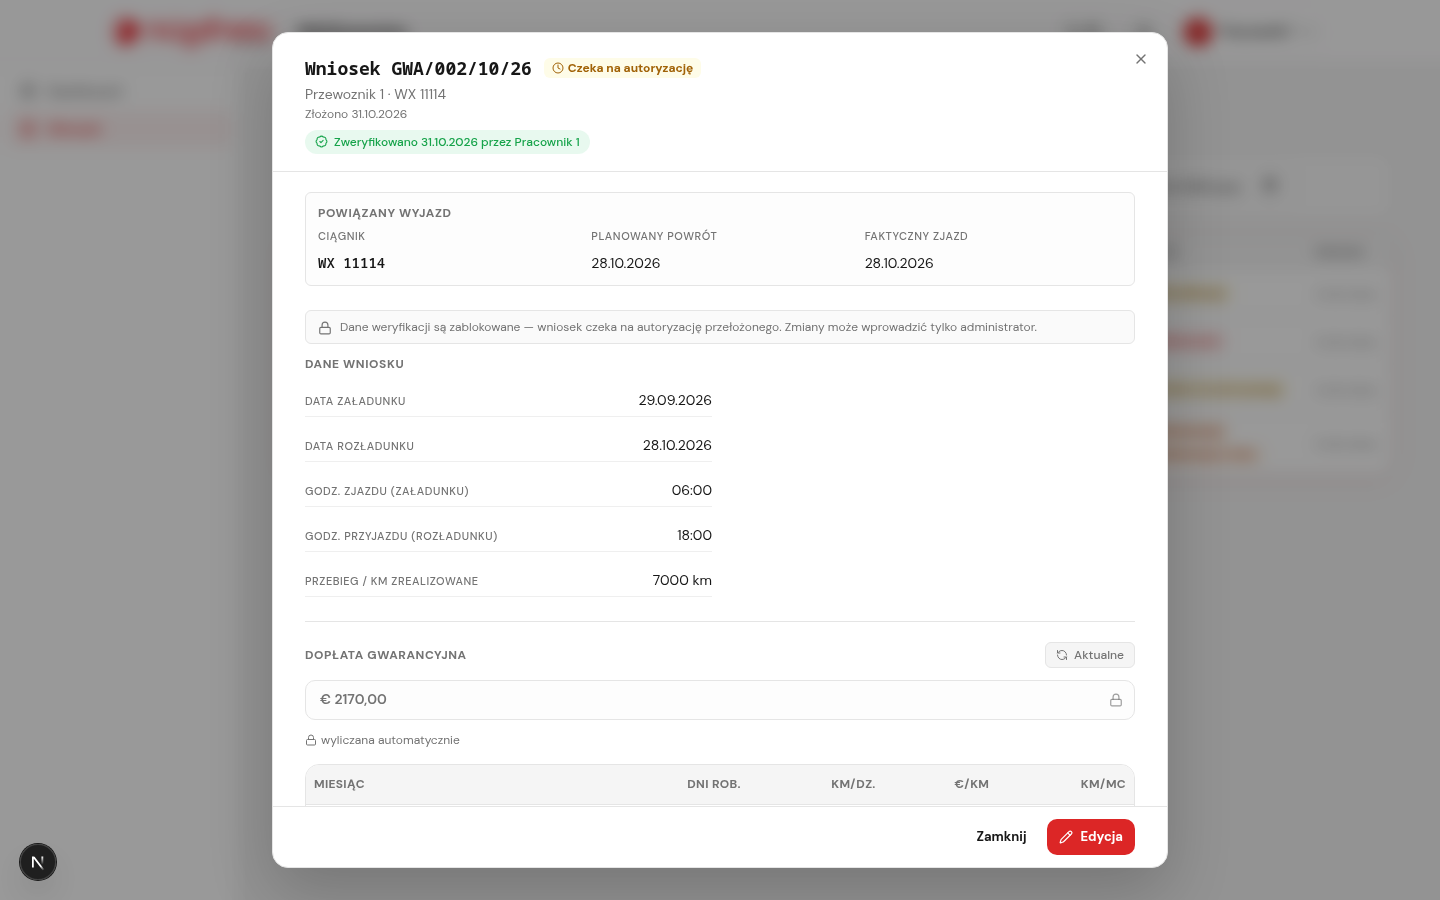 Wniosek GWA/002/10/26 Czeka na autoryzację
Przewoznik 1 · WX 11114
Złożono 31.10.2026
Zweryfikowano 31.10.2026 przez Pracownik 1
POWIĄZANY WYJAZD
CIĄGNIK PLANOWANY POWRÓT FAKTYCZNY ZJAZD
WX 11114 28.10.2026 28.10.2026
Dane weryfikacji są zablokowane — wniosek czeka na autoryzację przełożonego. Zmiany może wprowadzić tylko administrator.
DANE WNIOSKU
DATA ZAŁADUNKU 29.09.2026
DATA ROZŁADUNKU 28.10.2026
GODZ. ZJAZDU (ZAŁADUNKU) 06:00
GODZ. PRZYJAZDU (ROZŁADUNKU) 18:00
PRZEBIEG / KM ZREALIZOWANE 7000 km
DOPŁATA GWARANCYJNA Aktualne
€ 2170,00
wyliczana automatycznie
MIESIĄC DNI ROB. KM/DZ. €/KM KM/MC
Zamknij Edycja
N